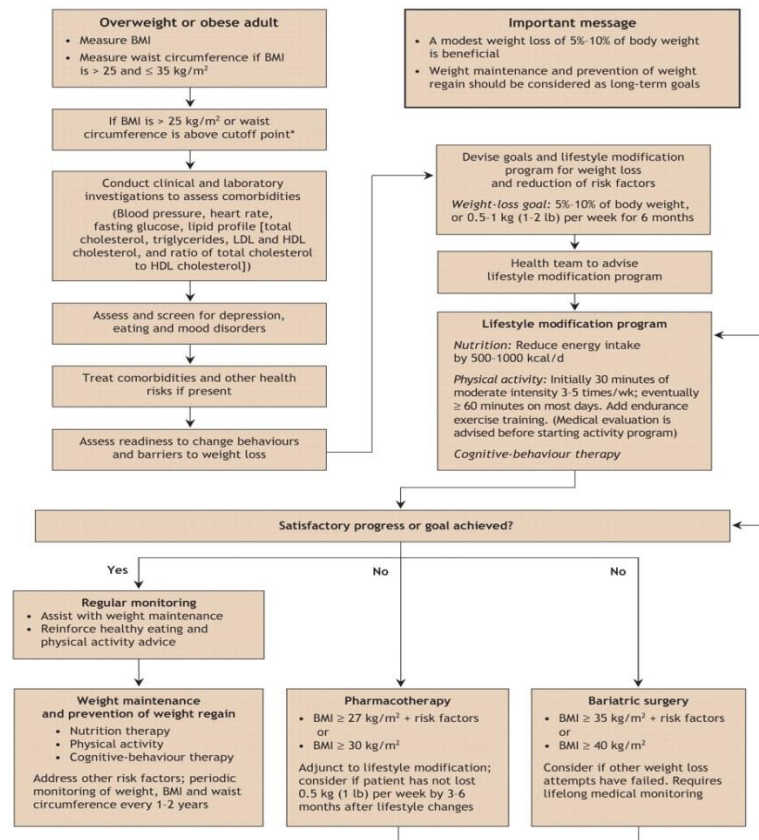 Overweight or obese adult
• Measure BMI
• Measure waist circumference if BMI
is > 25 and ≤ 35 kg/m²
Important message
• A modest weight loss of 5%-10% of body weight
is beneficial
• Weight maintenance and prevention of weight
regain should be considered as long-term goals
If BMI is > 25 kg/m² or waist
circumference is above cutoff point*
Conduct clinical and laboratory
investigations to assess comorbidities
(Blood pressure, heart rate,
fasting glucose, lipid profile [total
cholesterol, triglycerides, LDL and HDL
cholesterol, and ratio of total cholesterol
to HDL cholesterol])
Assess and screen for depression,
eating and mood disorders
Treat comorbidities and other health
risks if present
Assess readiness to change behaviours
and barriers to weight loss
Devise goals and lifestyle modification
program for weight loss
and reduction of risk factors
Weight-loss goal: 5%-10% of body weight,
or 0.5-1 kg (1-2 lb) per week for 6 months
Health team to advise
lifestyle modification program
Lifestyle modification program
Nutrition: Reduce energy intake
by 500-1000 kcal/d
Physical activity: Initially 30 minutes of
moderate intensity 3-5 times/wk; eventually
≥ 60 minutes on most days. Add endurance
exercise training. (Medical evaluation is
advised before starting activity program)
Cognitive-behaviour therapy
Satisfactory progress or goal achieved?
Yes
No
No
Regular monitoring
• Assist with weight maintenance
• Reinforce healthy eating and
physical activity advice
Weight maintenance
and prevention of weight regain
• Nutrition therapy
• Physical activity
• Cognitive-behaviour therapy
Address other risk factors; periodic
monitoring of weight, BMI and waist
circumference every 1-2 years
Pharmacotherapy
• BMI ≥ 27 kg/m² + risk factors
or
• BMI ≥ 30 kg/m²
Adjunct to lifestyle modification;
consider if patient has not lost
0.5 kg (1 lb) per week by 3-6
months after lifestyle changes
Bariatric surgery
• BMI ≥ 35 kg/m² + risk factors
or
• BMI ≥ 40 kg/m²
Consider if other weight loss
attempts have failed. Requires
lifelong medical monitoring